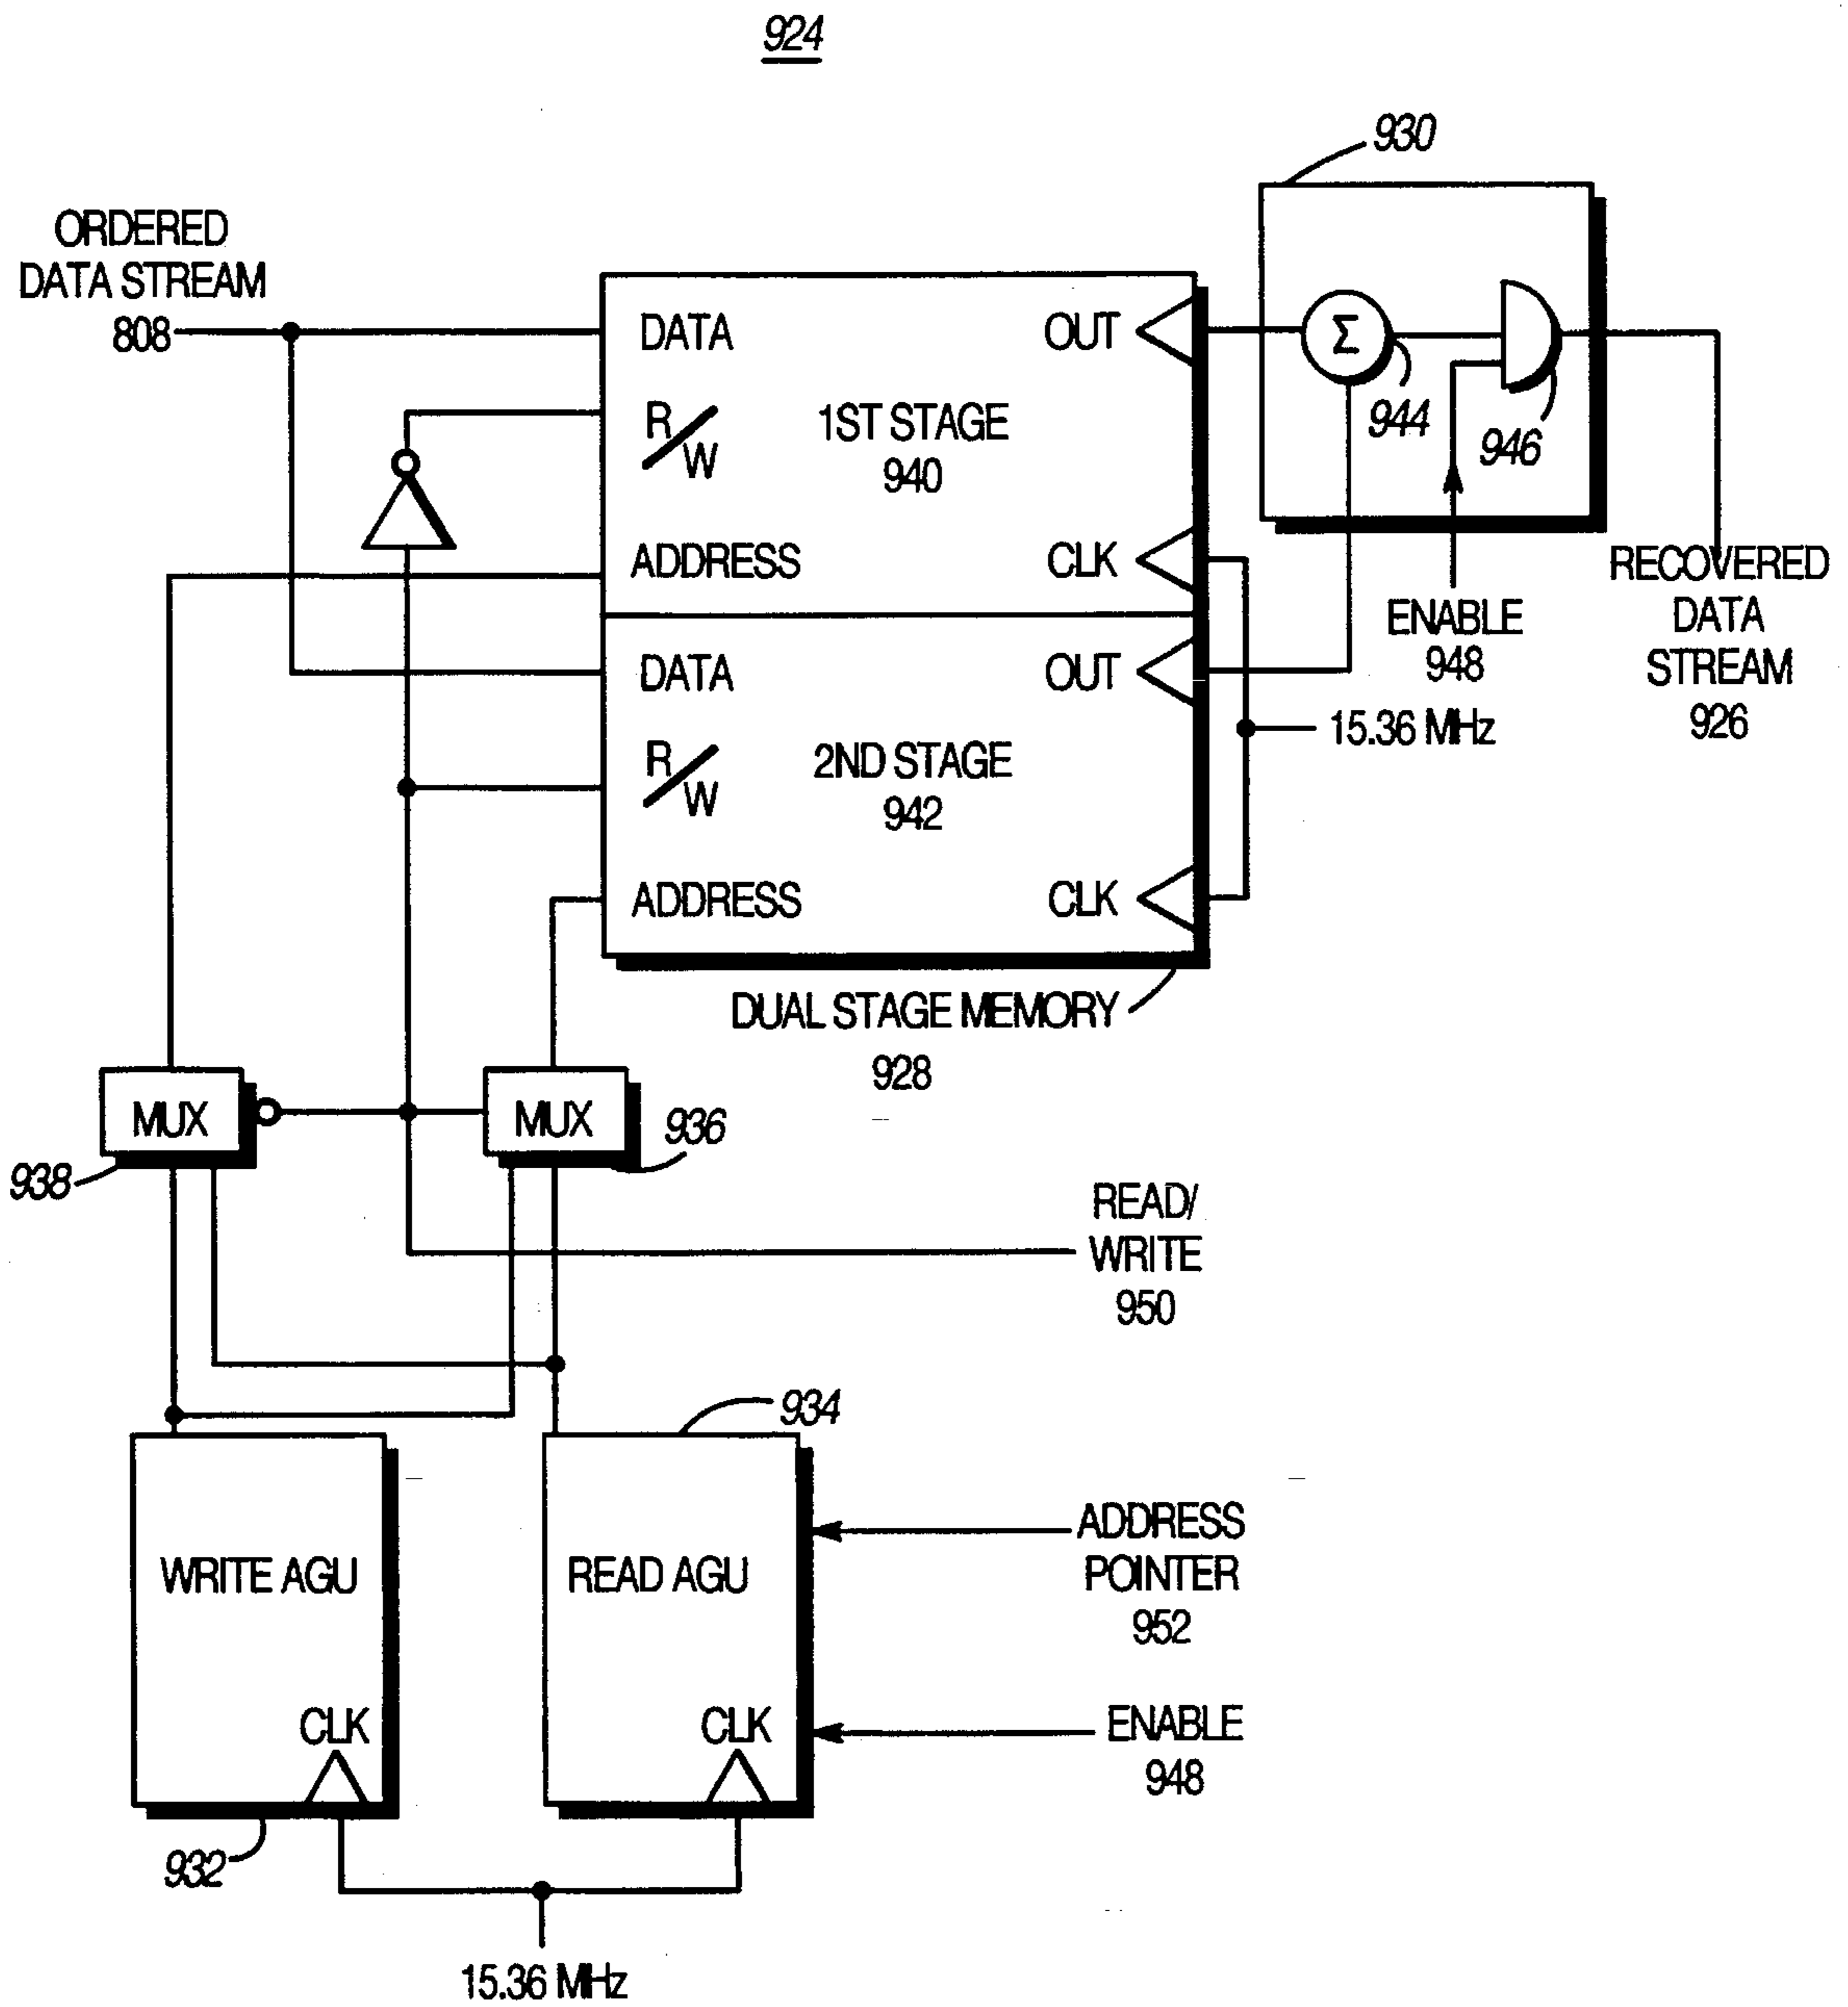 924
930
ORDERED
DATA STREAM
808
DATA
OUT
Σ
944
946
R/W
1ST STAGE
940
ADDRESS
CLK
RECOVERED
DATA
STREAM
926
ENABLE
948
DATA
OUT
15.36 MHz
R/W
2ND STAGE
942
ADDRESS
CLK
DUAL STAGE MEMORY
928
MUX
938
MUX
936
READ/
WRITE
950
934
WRITE AGU
READ AGU
ADDRESS
POINTER
952
CLK
CLK
ENABLE
948
932
15.36 MHz